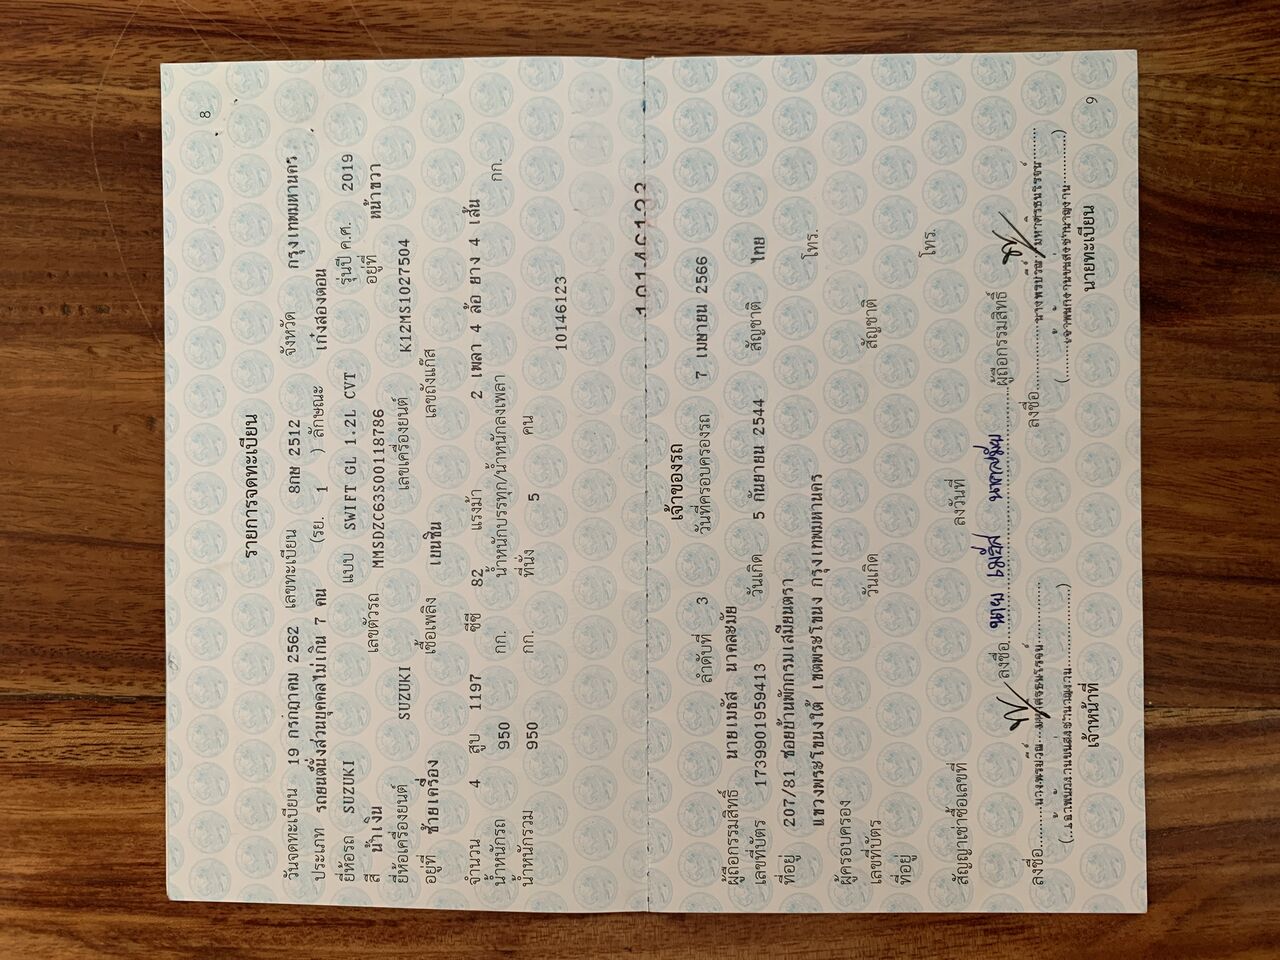 8
รายการจดทะเบียน
วันจดทะเบียน 19 กรกฎาคม 2562 เลขทะเบียน 8กษ 2512 จังหวัด กรุงเทพมหานคร
ประเภท รถยนต์นั่งส่วนบุคคลไม่เกิน 7 คน (รย. 1 ) ลักษณะ เก๋งสองตอน
ยี่ห้อรถ SUZUKI แบบ SWIFT GL 1.2L CVT รุ่นปี ค.ศ. 2019
สี น้ำเงิน เลขตัวรถ MMSDZC63S00118786 อยู่ที่ หน้าขวา
ยี่ห้อเครื่องยนต์ SUZUKI เลขเครื่องยนต์ K12MS1027504
อยู่ที่ ซ้ายเครื่อง เชื้อเพลิง เบนซิน เลขถังแก๊ส
จำนวน 4 สูบ 1197 ซีซี 82 แรงม้า 2 เพลา 4 ล้อ ยาง 4 เส้น
น้ำหนักรถ 950 กก. น้ำหนักบรรทุก/น้ำหนักลงเพลา กก.
น้ำหนักรวม 950 กก. ที่นั่ง 5 คน
10146123
เจ้าของรถ
ลำดับที่ 3 วันที่ครอบครองรถ 7 เมษายน 2566
ผู้ถือกรรมสิทธิ์ นายเมธัส นาคละมัย
เลขที่บัตร 1739901959413 วันเกิด 5 กันยายน 2544 สัญชาติ ไทย
ที่อยู่ 207/81 ซอยบ้านพักกรมเสมียนตรา โทร.
แขวงพระโขนงใต้ เขตพระโขนง กรุงเทพมหานคร
ผู้ครอบครอง
เลขที่บัตร วันเกิด สัญชาติ
ที่อยู่ โทร.
สัญญาเช่าซื้อเลขที่ ลงวันที่
ลงชื่อ นาย เมธัส นาคละมัย ผู้ถือกรรมสิทธิ์
ลงชื่อ ลงชื่อ
เจ้าหน้าที่ นายทะเบียน
9